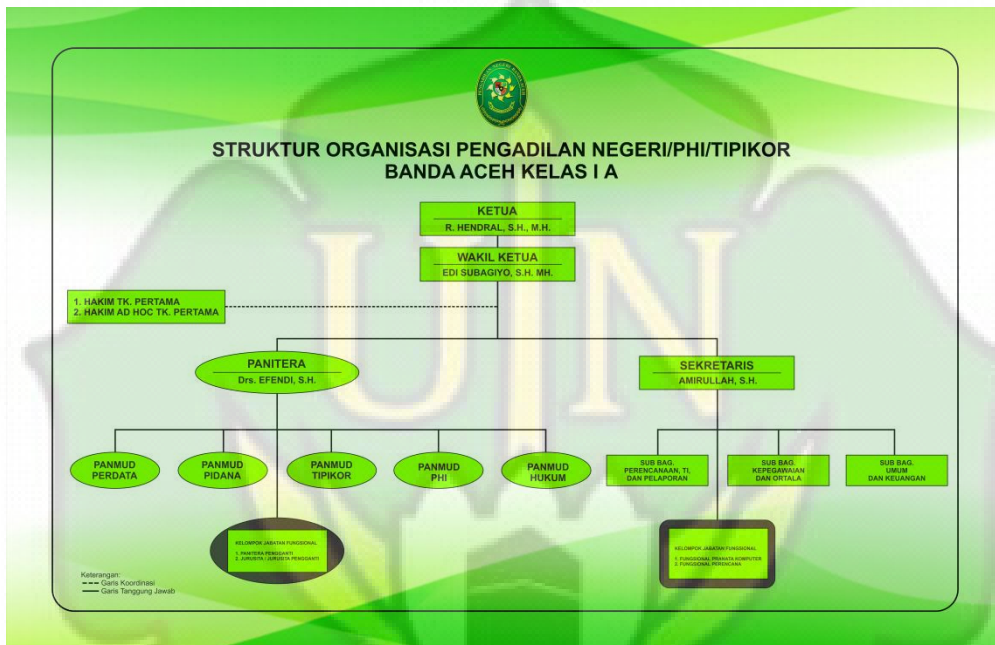 STRUKTUR ORGANISASI PENGADILAN NEGERI/PHI/TIPIKOR
BANDA ACEH KELAS I A
KETUA
R. HENDRAL, S.H., M.H.
WAKIL KETUA
EDI SUBAGIYO, S.H. MH.
1. HAKIM TK. PERTAMA
2. HAKIM AD HOC TK. PERTAMA
PANITERA
Drs. EFENDI, S.H.
SEKRETARIS
AMIRULLAH, S.H.
PANMUD
PERDATA
PANMUD
PIDANA
PANMUD
TIPIKOR
PANMUD
PHI
PANMUD
HUKUM
SUB BAG.
PERENCANAAN, TI,
DAN PELAPORAN
SUB BAG.
KEPEGAWAIAN
DAN ORTALA
SUB BAG.
UMUM
DAN KEUANGAN
KELOMPOK JABATAN FUNGSIONAL
1. PANITERA PENGGANTI
2. JURUSITA / JURUSITA PENGGANTI
KELOMPOK JABATAN FUNGSIONAL
1. FUNGSIONAL PRANATA KOMPUTER
2. FUNGSIONAL PERENCANA
Keterangan:
Garis Koordinasi
Garis Tanggung Jawab
UIN